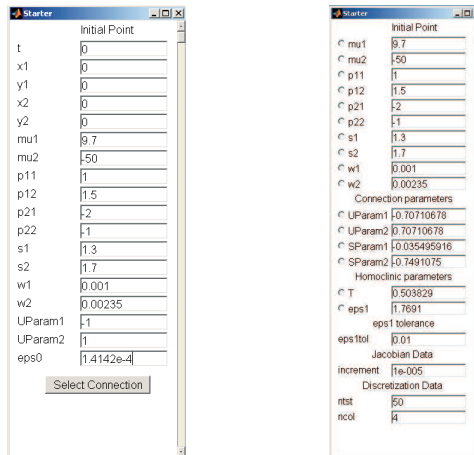 Starter
Initial Point
t 0
x1 0
y1 0
x2 0
y2 0
mu1 9.7
mu2 -50
p11 1
p12 1.5
p21 -2
p22 -1
s1 1.3
s2 1.7
w1 0.001
w2 0.00235
UParam1 -1
UParam2 1
eps0 1.4142e-4
Select Connection
Starter
Initial Point
mu1 9.7
mu2 -50
p11 1
p12 1.5
p21 -2
p22 -1
s1 1.3
s2 1.7
w1 0.001
w2 0.00235
Connection parameters
UParam1 -0.70710678
UParam2 0.70710678
SParam1 -0.035495916
SParam2 -0.7491075
Homoclinic parameters
T 0.503829
eps1 1.7691
eps1 tolerance
eps1tol 0.01
Jacobian Data
increment 1e-005
Discretization Data
ntst 50
ncol 4